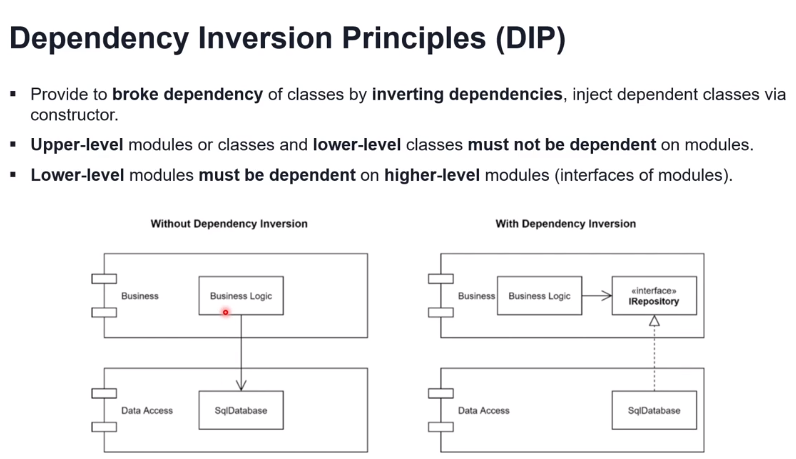 Dependency Inversion Principles (DIP)
▪ Provide to broke dependency of classes by inverting dependencies, inject dependent classes via
constructor.
▪ Upper-level modules or classes and lower-level classes must not be dependent on modules.
▪ Lower-level modules must be dependent on higher-level modules (interfaces of modules).
Without Dependency Inversion
Business
Business Logic
Data Access
SqlDatabase
With Dependency Inversion
Business
Business Logic
«interface»
IRepository
Data Access
SqlDatabase